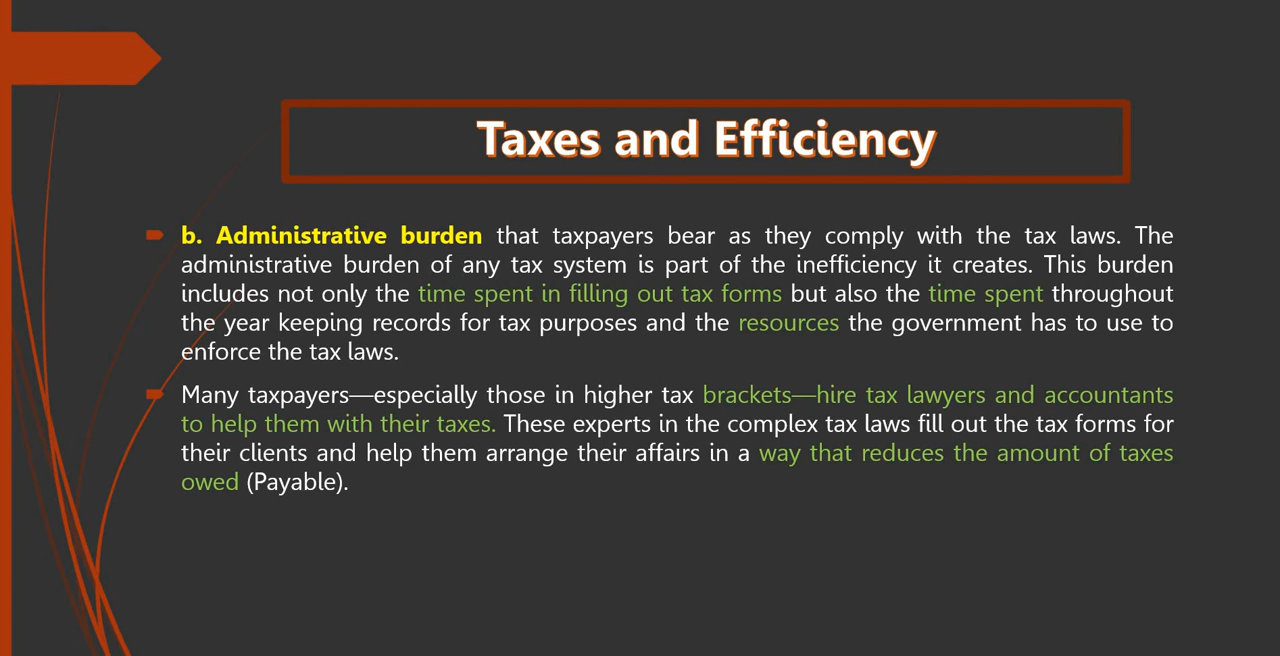 Taxes and Efficiency
b. Administrative burden that taxpayers bear as they comply with the tax laws. The
administrative burden of any tax system is part of the inefficiency it creates. This burden
includes not only the time spent in filling out tax forms but also the time spent throughout
the year keeping records for tax purposes and the resources the government has to use to
enforce the tax laws.
Many taxpayers—especially those in higher tax brackets—hire tax lawyers and accountants
to help them with their taxes. These experts in the complex tax laws fill out the tax forms for
their clients and help them arrange their affairs in a way that reduces the amount of taxes
owed (Payable).